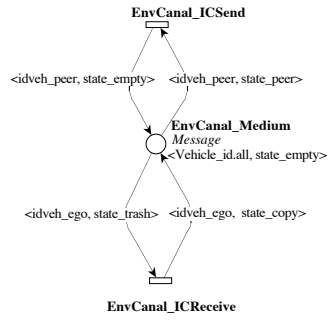 EnvCanal_ICSend
<idveh_peer, state_empty> <idveh_peer, state_peer>
EnvCanal_Medium
Message
<Vehicle_id.all, state_empty>
<idveh_ego, state_trash> <idveh_ego, state_copy>
EnvCanal_ICReceive